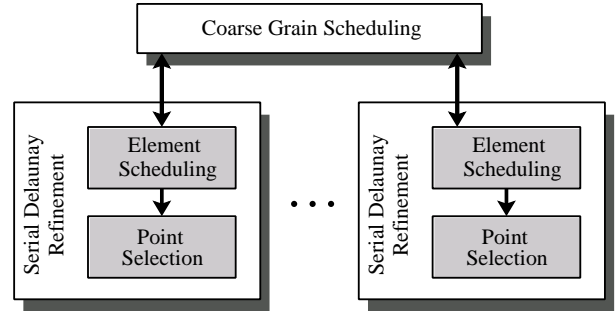 Coarse Grain Scheduling
Serial Delaunay
Refinement
Element
Scheduling
Point
Selection
. . .
Serial Delaunay
Refinement
Element
Scheduling
Point
Selection